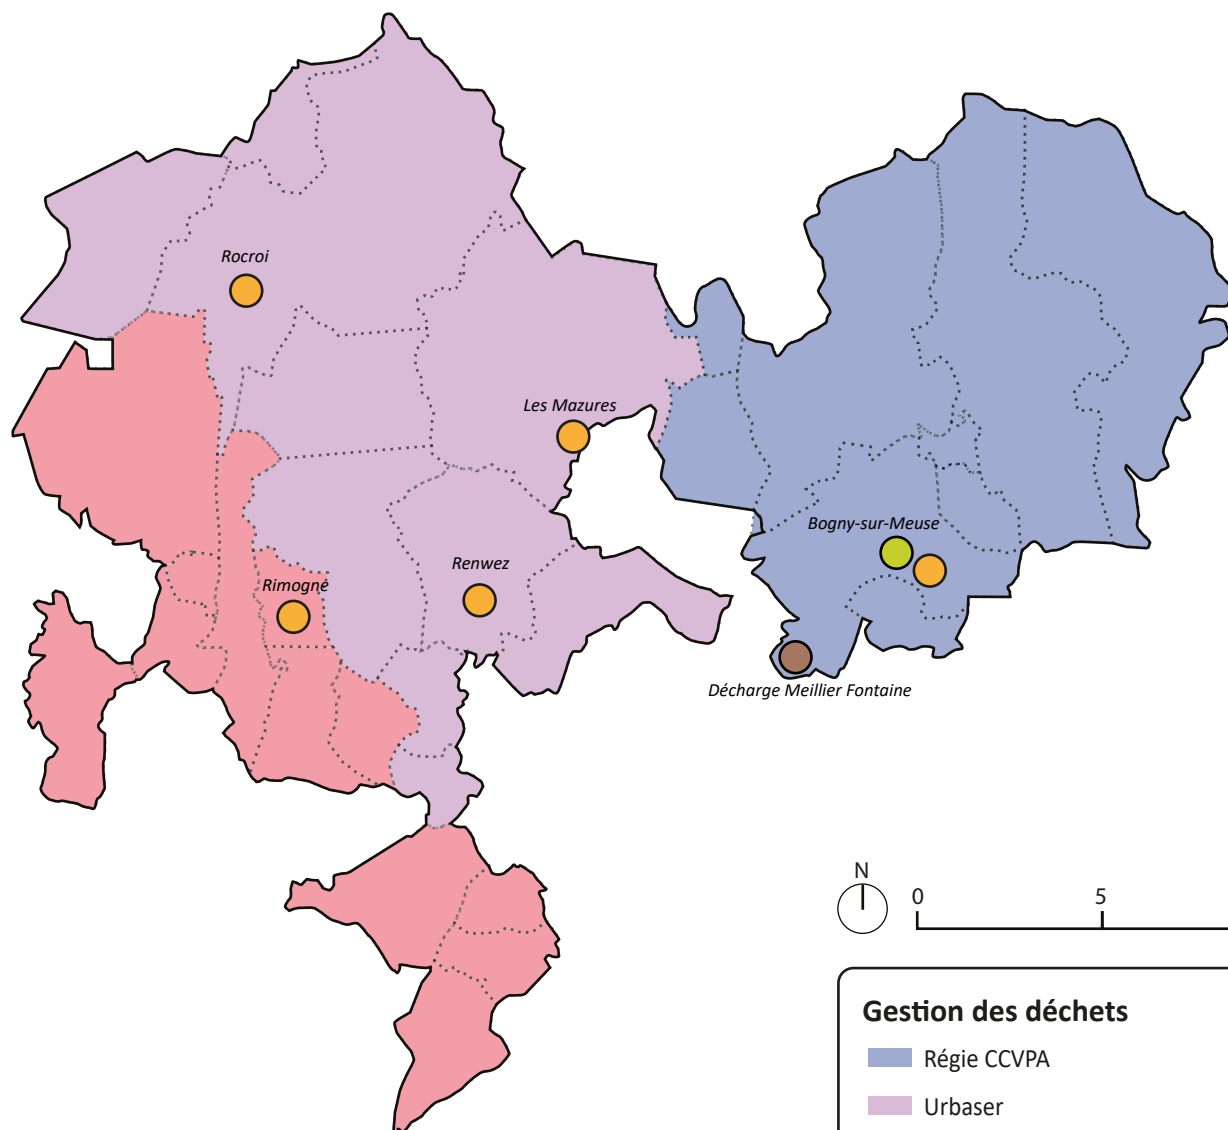 Rocroi
Les Mazures
Bogny-sur-Meuse
Renwez
Rimogne
Décharge Meillier Fontaine
N
0 5
Gestion des déchets
Régie CCVPA
Urbaser